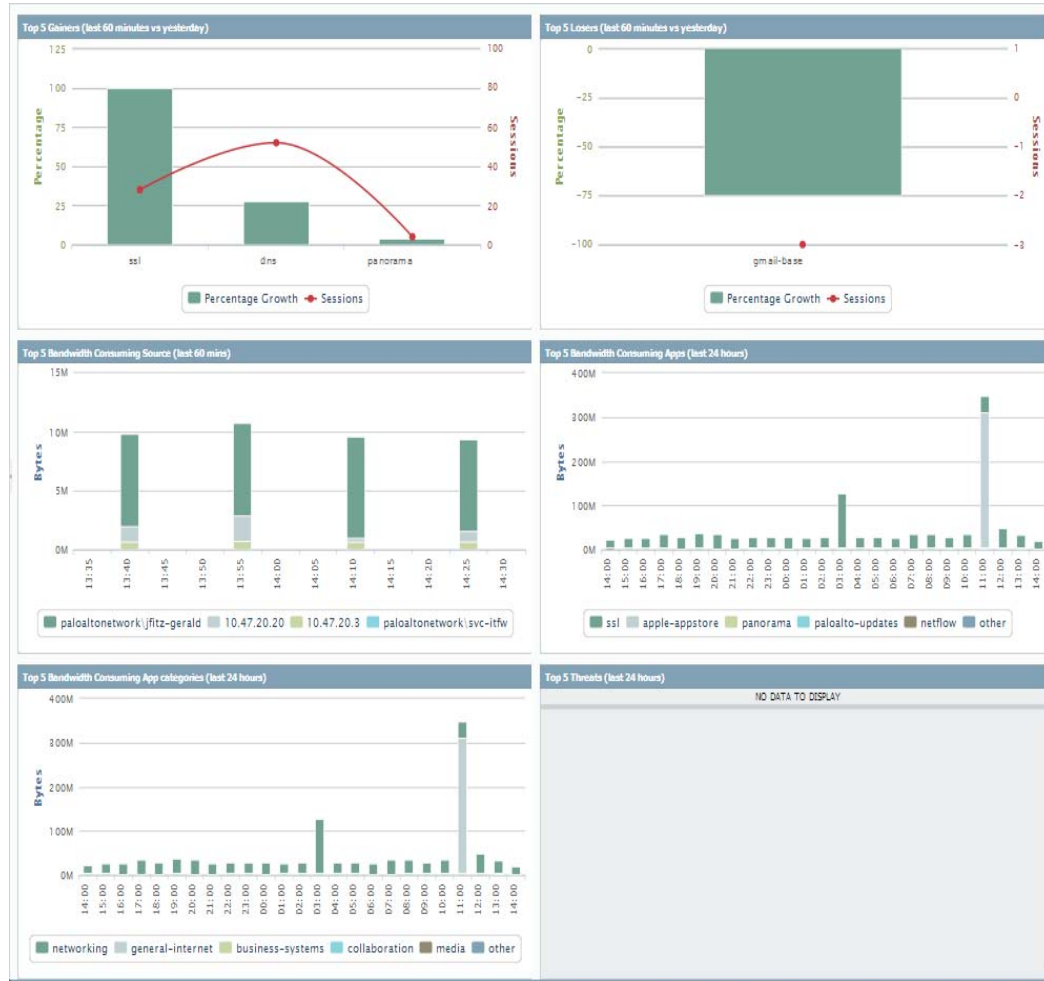 Top 5 Gainers (last 60 minutes vs yesterday)
125
100
75
50
25
0
Percentage
100
80
60
40
20
0
Sessions
ssl
dns
panorama
Percentage Growth
Sessions
Top 5 Losers (last 60 minutes vs yesterday)
0
−25
−50
−75
−100
Percentage
1
0
−1
−2
−3
Sessions
gmail-base
Percentage Growth
Sessions
Top 5 Bandwidth Consuming Source (last 60 mins)
15M
10M
5M
0M
Bytes
13:35
13:40
13:45
13:50
13:55
14:00
14:05
14:10
14:15
14:20
14:25
14:30
paloaltonetwork\jfitz-gerald
10.47.20.20
10.47.20.3
paloaltonetwork\svc-itfw
Top 5 Bandwidth Consuming Apps (last 24 hours)
400M
300M
200M
100M
0M
Bytes
14:00
15:00
16:00
17:00
18:00
19:00
20:00
21:00
22:00
23:00
00:00
01:00
02:00
03:00
04:00
05:00
06:00
07:00
08:00
09:00
10:00
11:00
12:00
13:00
14:00
ssl
apple-appstore
panorama
paloalto-updates
netflow
other
Top 5 Bandwidth Consuming App categories (last 24 hours)
400M
300M
200M
100M
0M
Bytes
14:00
15:00
16:00
17:00
18:00
19:00
20:00
21:00
22:00
23:00
00:00
01:00
02:00
03:00
04:00
05:00
06:00
07:00
08:00
09:00
10:00
11:00
12:00
13:00
14:00
networking
general-internet
business-systems
collaboration
media
other
Top 5 Threats (last 24 hours)
NO DATA TO DISPLAY